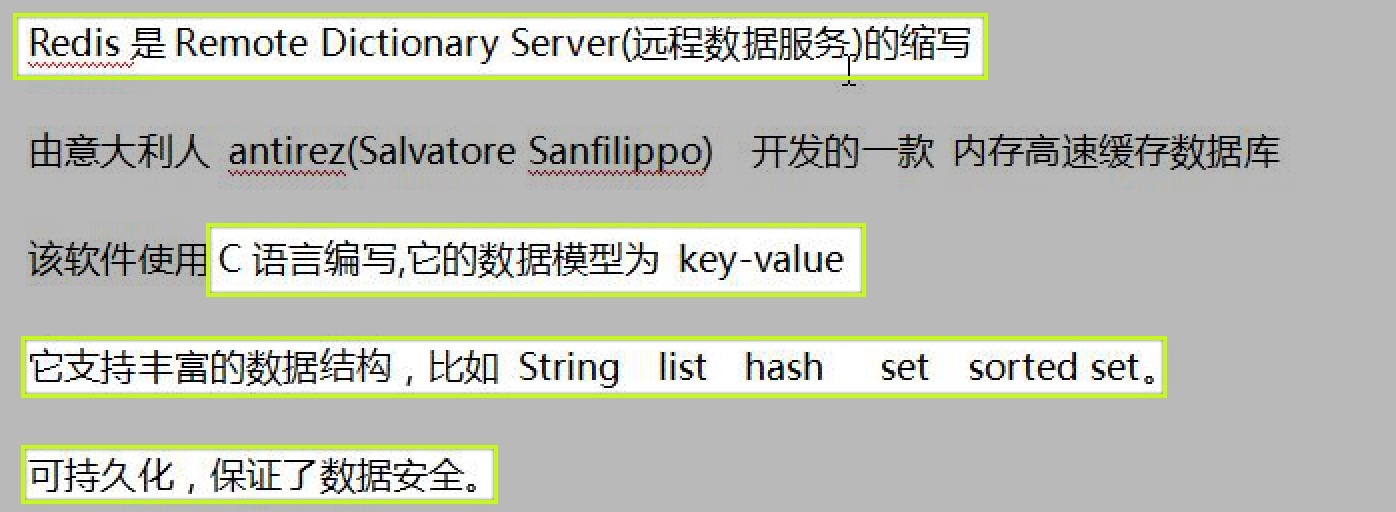 Redis 是 Remote Dictionary Server(远程数据服务)的缩写
由意大利人 antirez(Salvatore Sanfilippo) 开发的一款 内存高速缓存数据库
该软件使用 C 语言编写,它的数据模型为 key-value
它支持丰富的数据结构，比如 String list hash set sorted set。
可持久化，保证了数据安全。